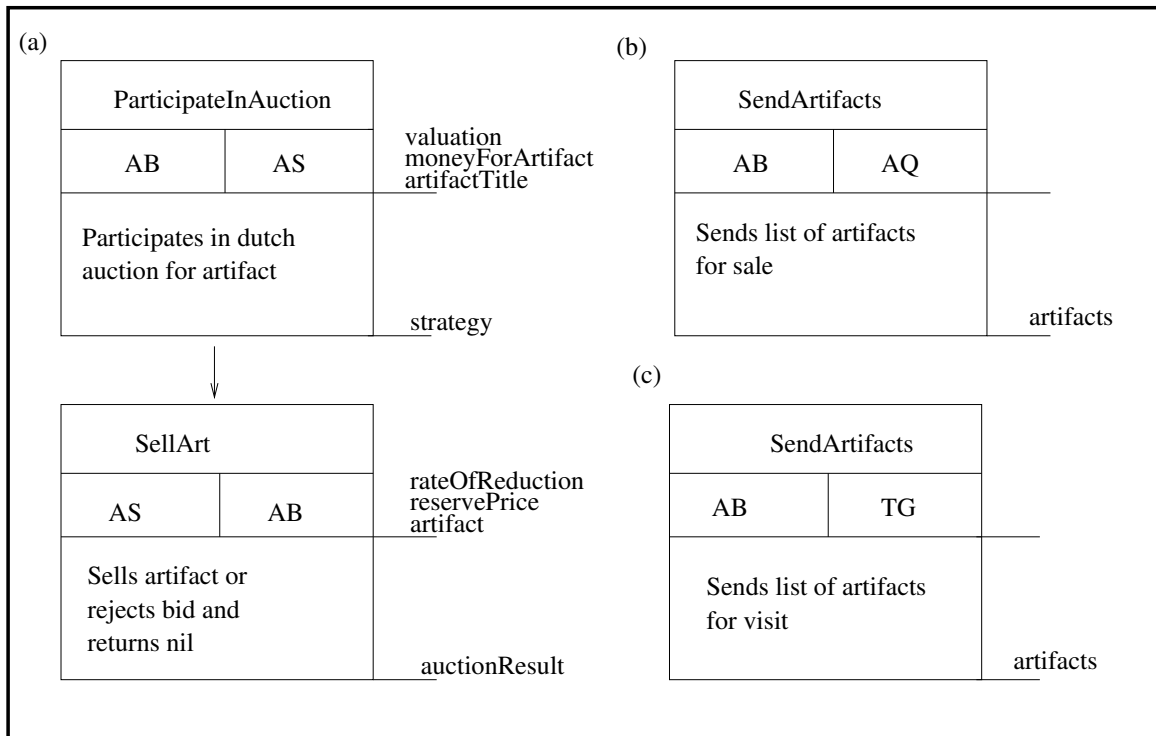 (a)
ParticipateInAuction
AB AS
valuation
moneyForArtifact
artifactTitle
Participates in dutch
auction for artifact
strategy
SellArt
AS AB
rateOfReduction
reservePrice
artifact
Sells artifact or
rejects bid and
returns nil
auctionResult
(b)
SendArtifacts
AB AQ
Sends list of artifacts
for sale
artifacts
(c)
SendArtifacts
AB TG
Sends list of artifacts
for visit
artifacts